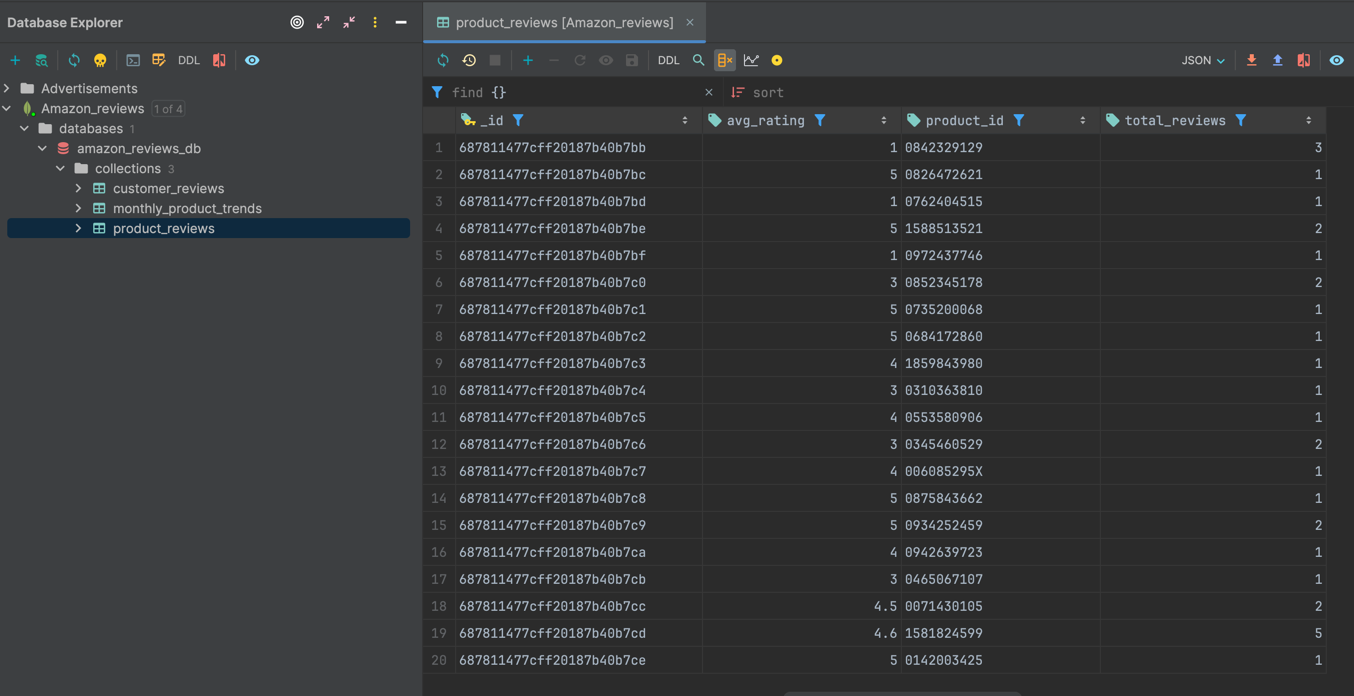 Database Explorer
product_reviews [Amazon_reviews]
DDL
DDL
JSON
Advertisements
Amazon_reviews 1 of 4
databases 1
amazon_reviews_db
collections 3
customer_reviews
monthly_product_trends
product_reviews
find {}
sort
_id avg_rating product_id total_reviews
1 687811477cff20187b40b7bb 1 0842329129 3
2 687811477cff20187b40b7bc 5 0826472621 1
3 687811477cff20187b40b7bd 1 0762404515 1
4 687811477cff20187b40b7be 5 1588513521 2
5 687811477cff20187b40b7bf 1 0972437746 1
6 687811477cff20187b40b7c0 3 0852345178 2
7 687811477cff20187b40b7c1 5 0735200068 1
8 687811477cff20187b40b7c2 5 0684172860 1
9 687811477cff20187b40b7c3 4 1859843980 1
10 687811477cff20187b40b7c4 3 0310363810 1
11 687811477cff20187b40b7c5 4 0553580906 1
12 687811477cff20187b40b7c6 3 0345460529 2
13 687811477cff20187b40b7c7 4 006085295X 1
14 687811477cff20187b40b7c8 5 0875843662 1
15 687811477cff20187b40b7c9 5 0934252459 2
16 687811477cff20187b40b7ca 4 0942639723 1
17 687811477cff20187b40b7cb 3 0465067107 1
18 687811477cff20187b40b7cc 4.5 0071430105 2
19 687811477cff20187b40b7cd 4.6 1581824599 5
20 687811477cff20187b40b7ce 5 0142003425 1